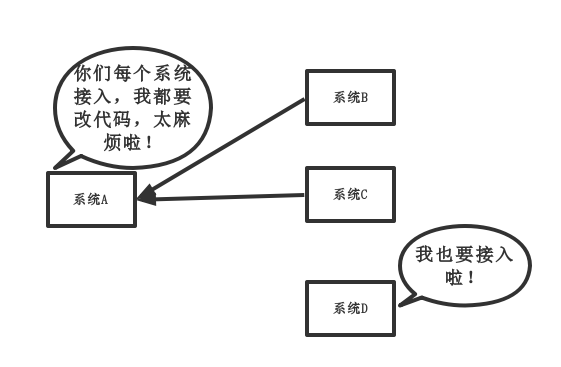 你们每个系统
接入，我都要
改代码，太麻
烦啦！
系统A
系统B
系统C
我也要接入
啦！
系统D